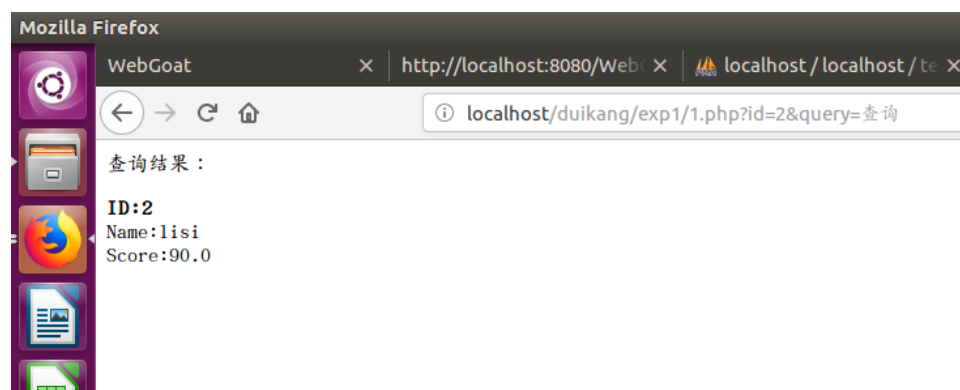 Mozilla Firefox
WebGoat
http://localhost:8080/Web
localhost / localhost / te
localhost/duikang/exp1/1.php?id=2&query=查询
查询结果：
ID:2
Name:lisi
Score:90.0